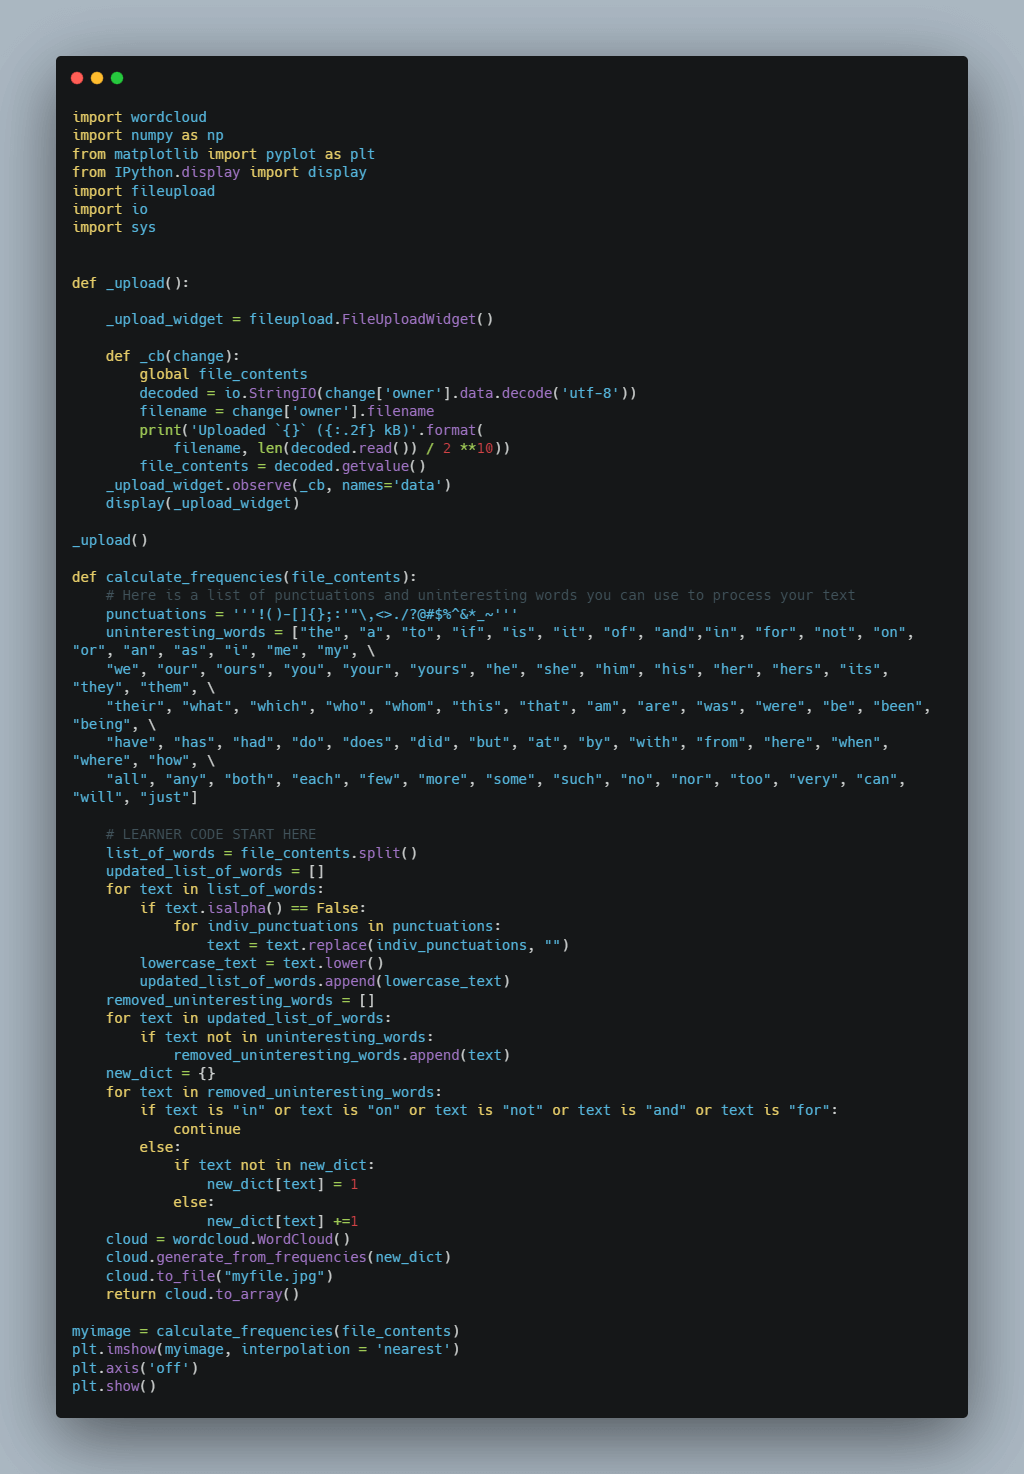 import wordcloud
import numpy as np
from matplotlib import pyplot as plt
from IPython.display import display
import fileupload
import io
import sys


def _upload():

    _upload_widget = fileupload.FileUploadWidget()

    def _cb(change):
        global file_contents
        decoded = io.StringIO(change['owner'].data.decode('utf-8'))
        filename = change['owner'].filename
        print('Uploaded `{}` ({:.2f} kB)'.format(
            filename, len(decoded.read()) / 2 **10))
        file_contents = decoded.getvalue()
    _upload_widget.observe(_cb, names='data')
    display(_upload_widget)

_upload()

def calculate_frequencies(file_contents):
    # Here is a list of punctuations and uninteresting words you can use to process your text
    punctuations = '''!()-[]{};:'"\,<>./?@#$%^&*_~'''
    uninteresting_words = ["the", "a", "to", "if", "is", "it", "of", "and","in", "for", "not", "on",
"or", "an", "as", "i", "me", "my", \
    "we", "our", "ours", "you", "your", "yours", "he", "she", "him", "his", "her", "hers", "its",
"they", "them", \
    "their", "what", "which", "who", "whom", "this", "that", "am", "are", "was", "were", "be", "been",
"being", \
    "have", "has", "had", "do", "does", "did", "but", "at", "by", "with", "from", "here", "when",
"where", "how", \
    "all", "any", "both", "each", "few", "more", "some", "such", "no", "nor", "too", "very", "can",
"will", "just"]

    # LEARNER CODE START HERE
    list_of_words = file_contents.split()
    updated_list_of_words = []
    for text in list_of_words:
        if text.isalpha() == False:
            for indiv_punctuations in punctuations:
                text = text.replace(indiv_punctuations, "")
        lowercase_text = text.lower()
        updated_list_of_words.append(lowercase_text)
    removed_uninteresting_words = []
    for text in updated_list_of_words:
        if text not in uninteresting_words:
            removed_uninteresting_words.append(text)
    new_dict = {}
    for text in removed_uninteresting_words:
        if text is "in" or text is "on" or text is "not" or text is "and" or text is "for":
            continue
        else:
            if text not in new_dict:
                new_dict[text] = 1
            else:
                new_dict[text] +=1
    cloud = wordcloud.WordCloud()
    cloud.generate_from_frequencies(new_dict)
    cloud.to_file("myfile.jpg")
    return cloud.to_array()

myimage = calculate_frequencies(file_contents)
plt.imshow(myimage, interpolation = 'nearest')
plt.axis('off')
plt.show()